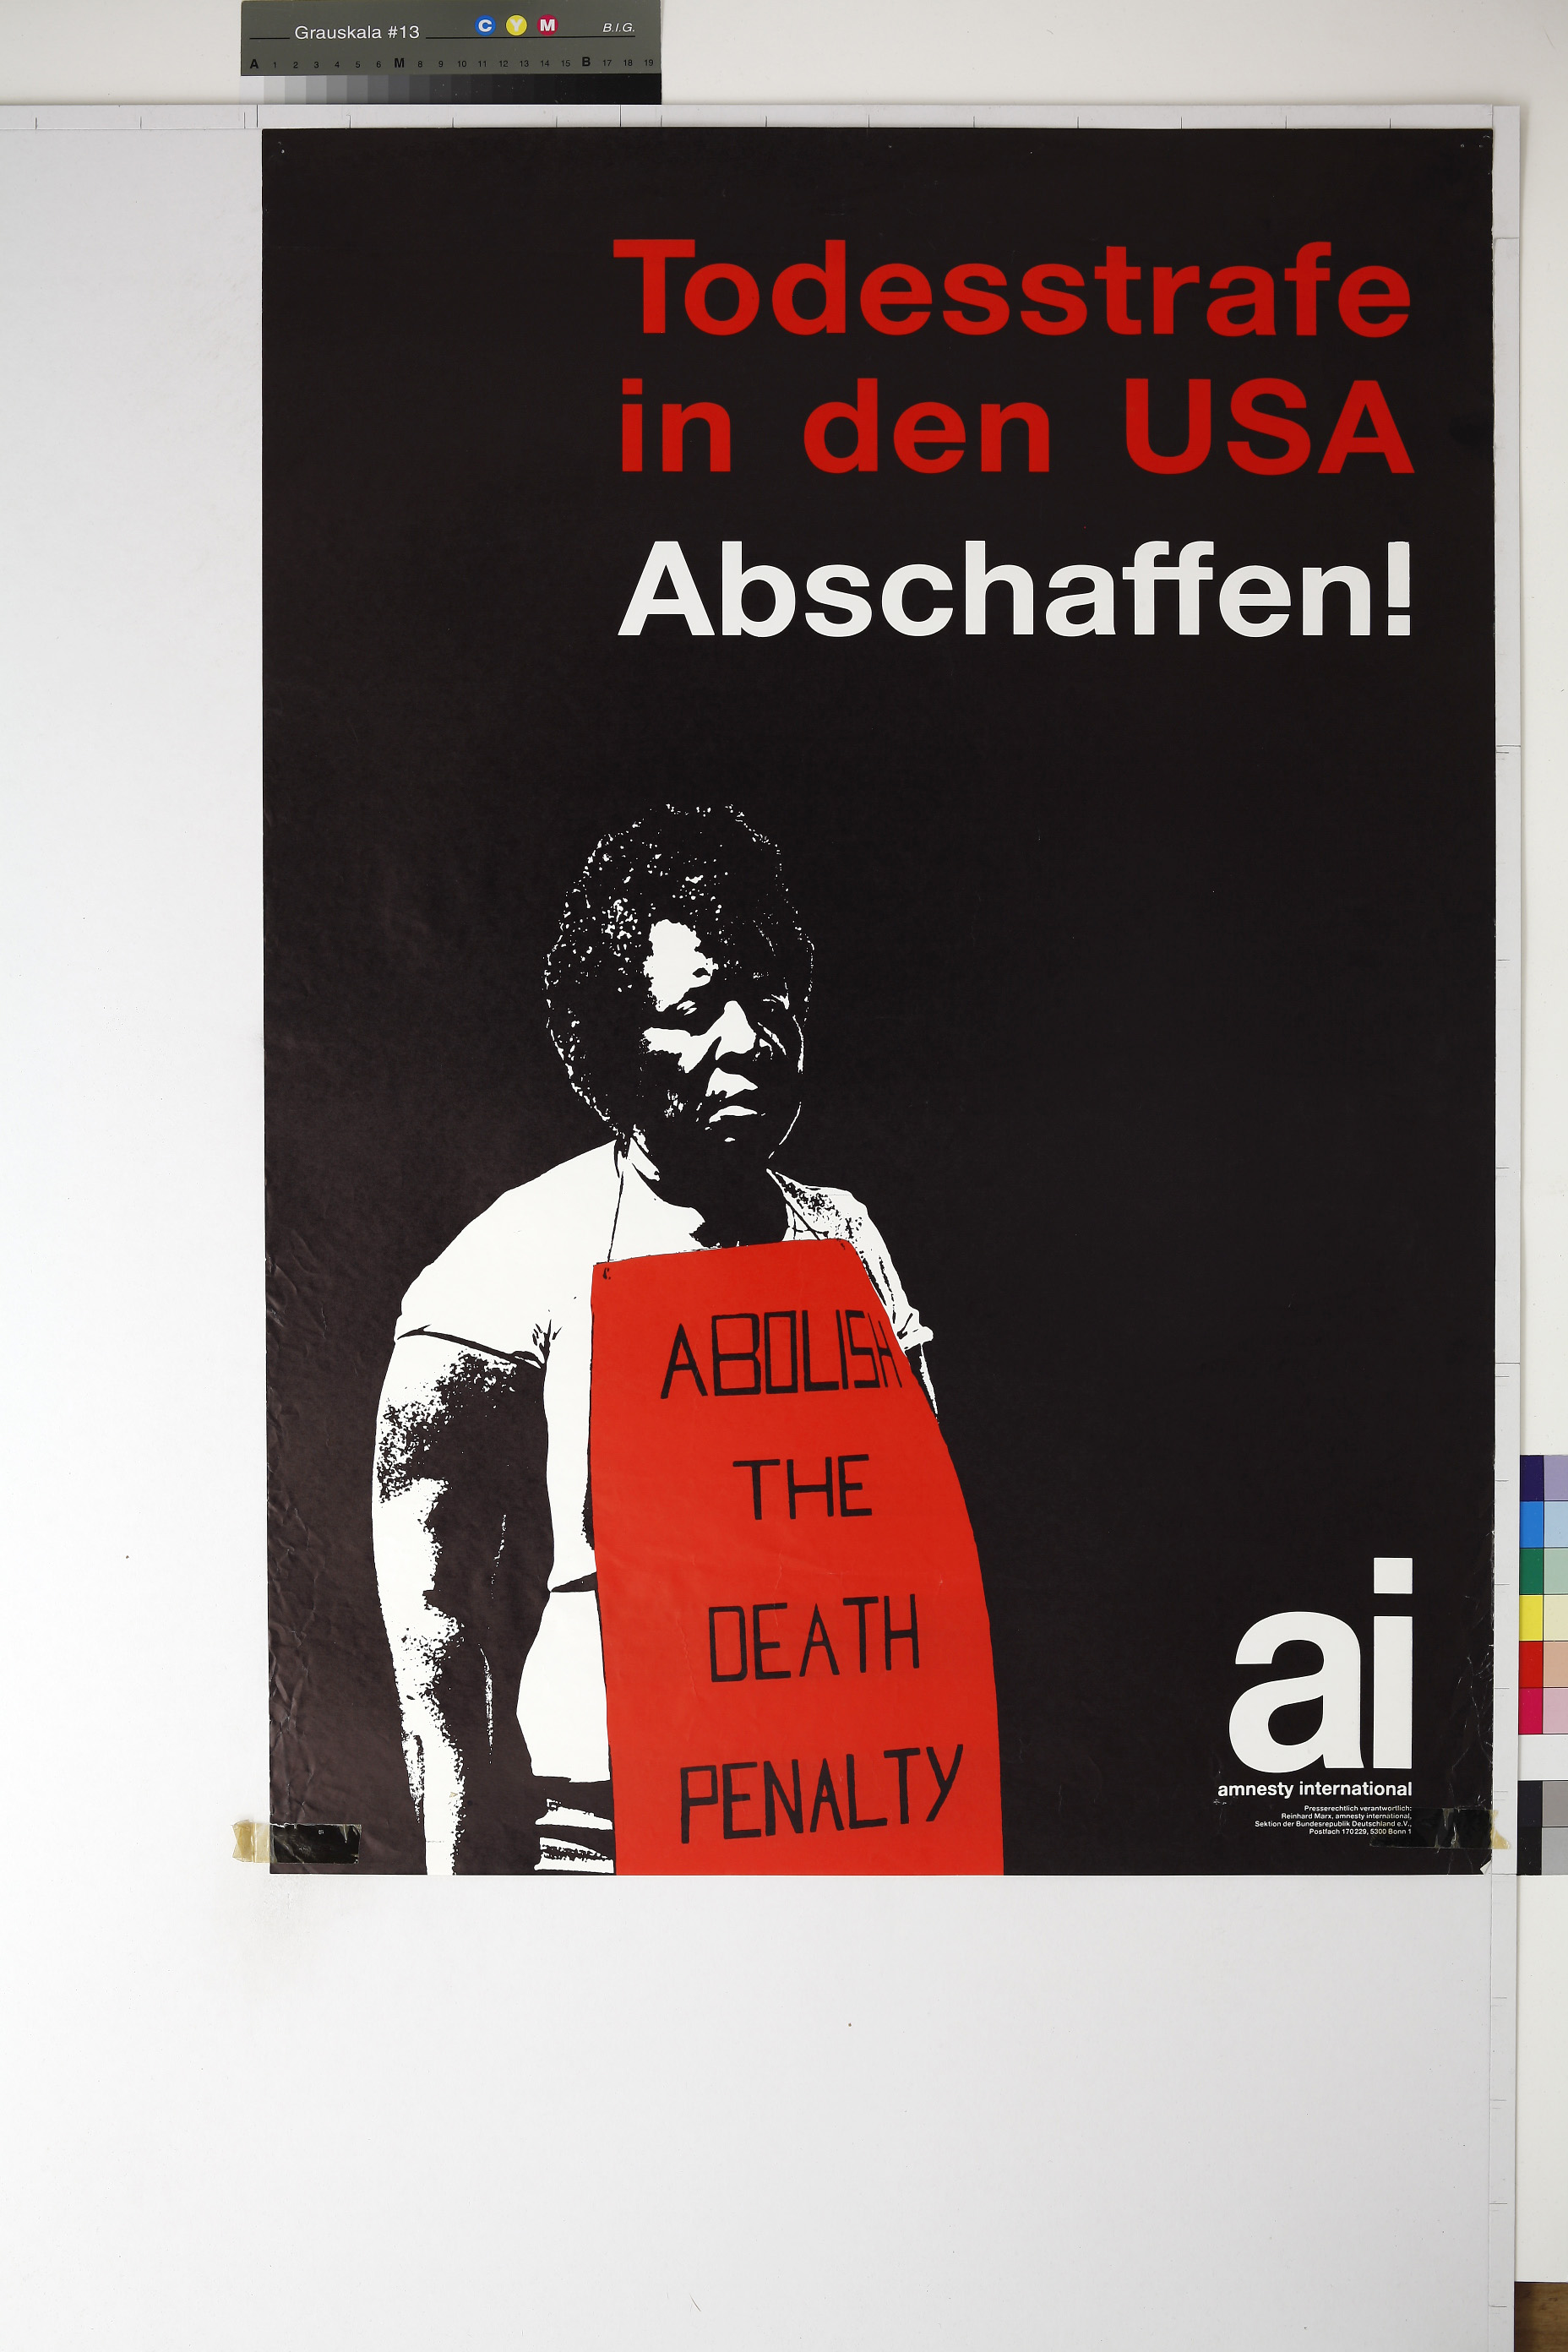 Grauskala #13 C Y M B.I.G.
A 1 2 3 4 5 6 M 8 9 10 11 12 13 14 15 B 17 18 19
Todesstrafe
in den USA
Abschaffen!
ABOLISH
THE
DEATH
PENALTY
ai
amnesty international
Presserechtlich verantwortlich:
Reinhard Marx, amnesty international,
Sektion der Bundesrepublik Deutschland e.V.,
Postfach 170229, 5300 Bonn 1